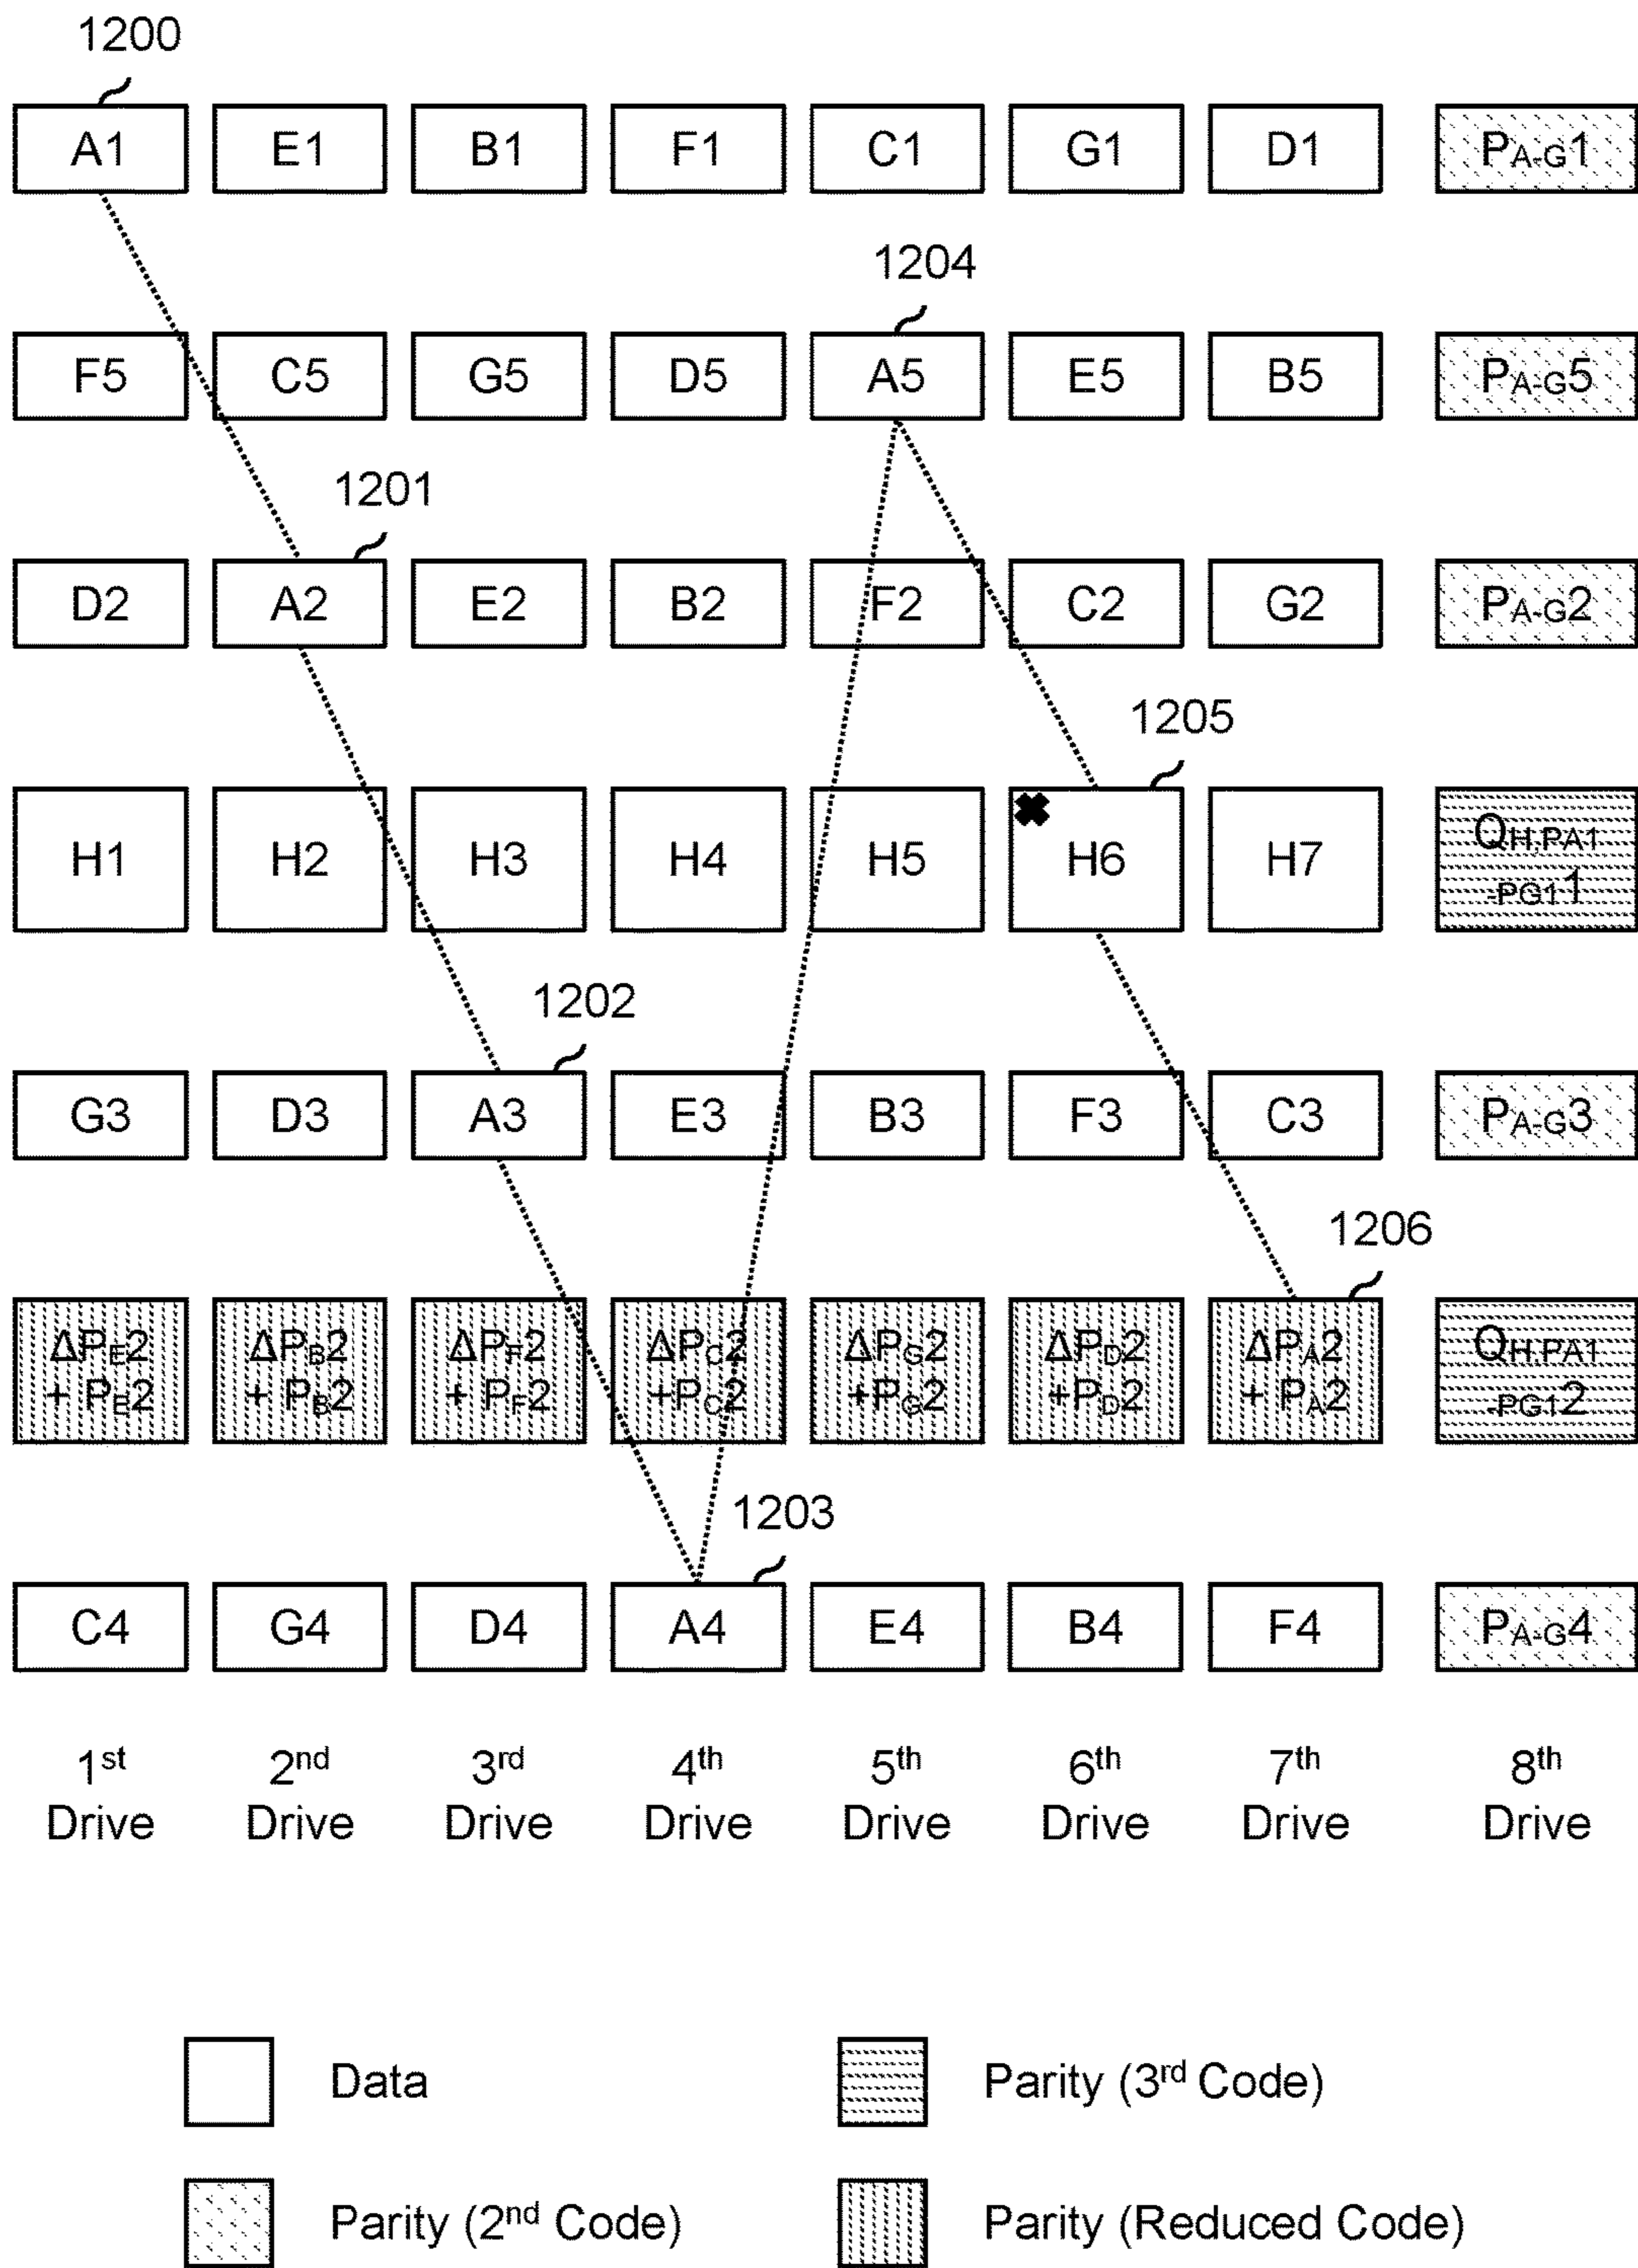 1200
A1 E1 B1 F1 C1 G1 D1 PA-G1
1204
F5 C5 G5 D5 A5 E5 B5 PA-G5
1201
D2 A2 E2 B2 F2 C2 G2 PA-G2
1205
H1 H2 H3 H4 H5 H6 H7 QH,PA1
-PG11
1202
G3 D3 A3 E3 B3 F3 C3 PA-G3
1206
ΔPE2 ΔPB2 ΔPF2 ΔPC2 ΔPG2 ΔPD2 ΔPA2 QH,PA1
+ PE2 + PB2 + PF2 +PC2 +PG2 +PD2 + PA2 -PG12
1203
C4 G4 D4 A4 E4 B4 F4 PA-G4
1st 2nd 3rd 4th 5th 6th 7th 8th
Drive Drive Drive Drive Drive Drive Drive Drive
Data
Parity (3rd Code)
Parity (2nd Code)
Parity (Reduced Code)